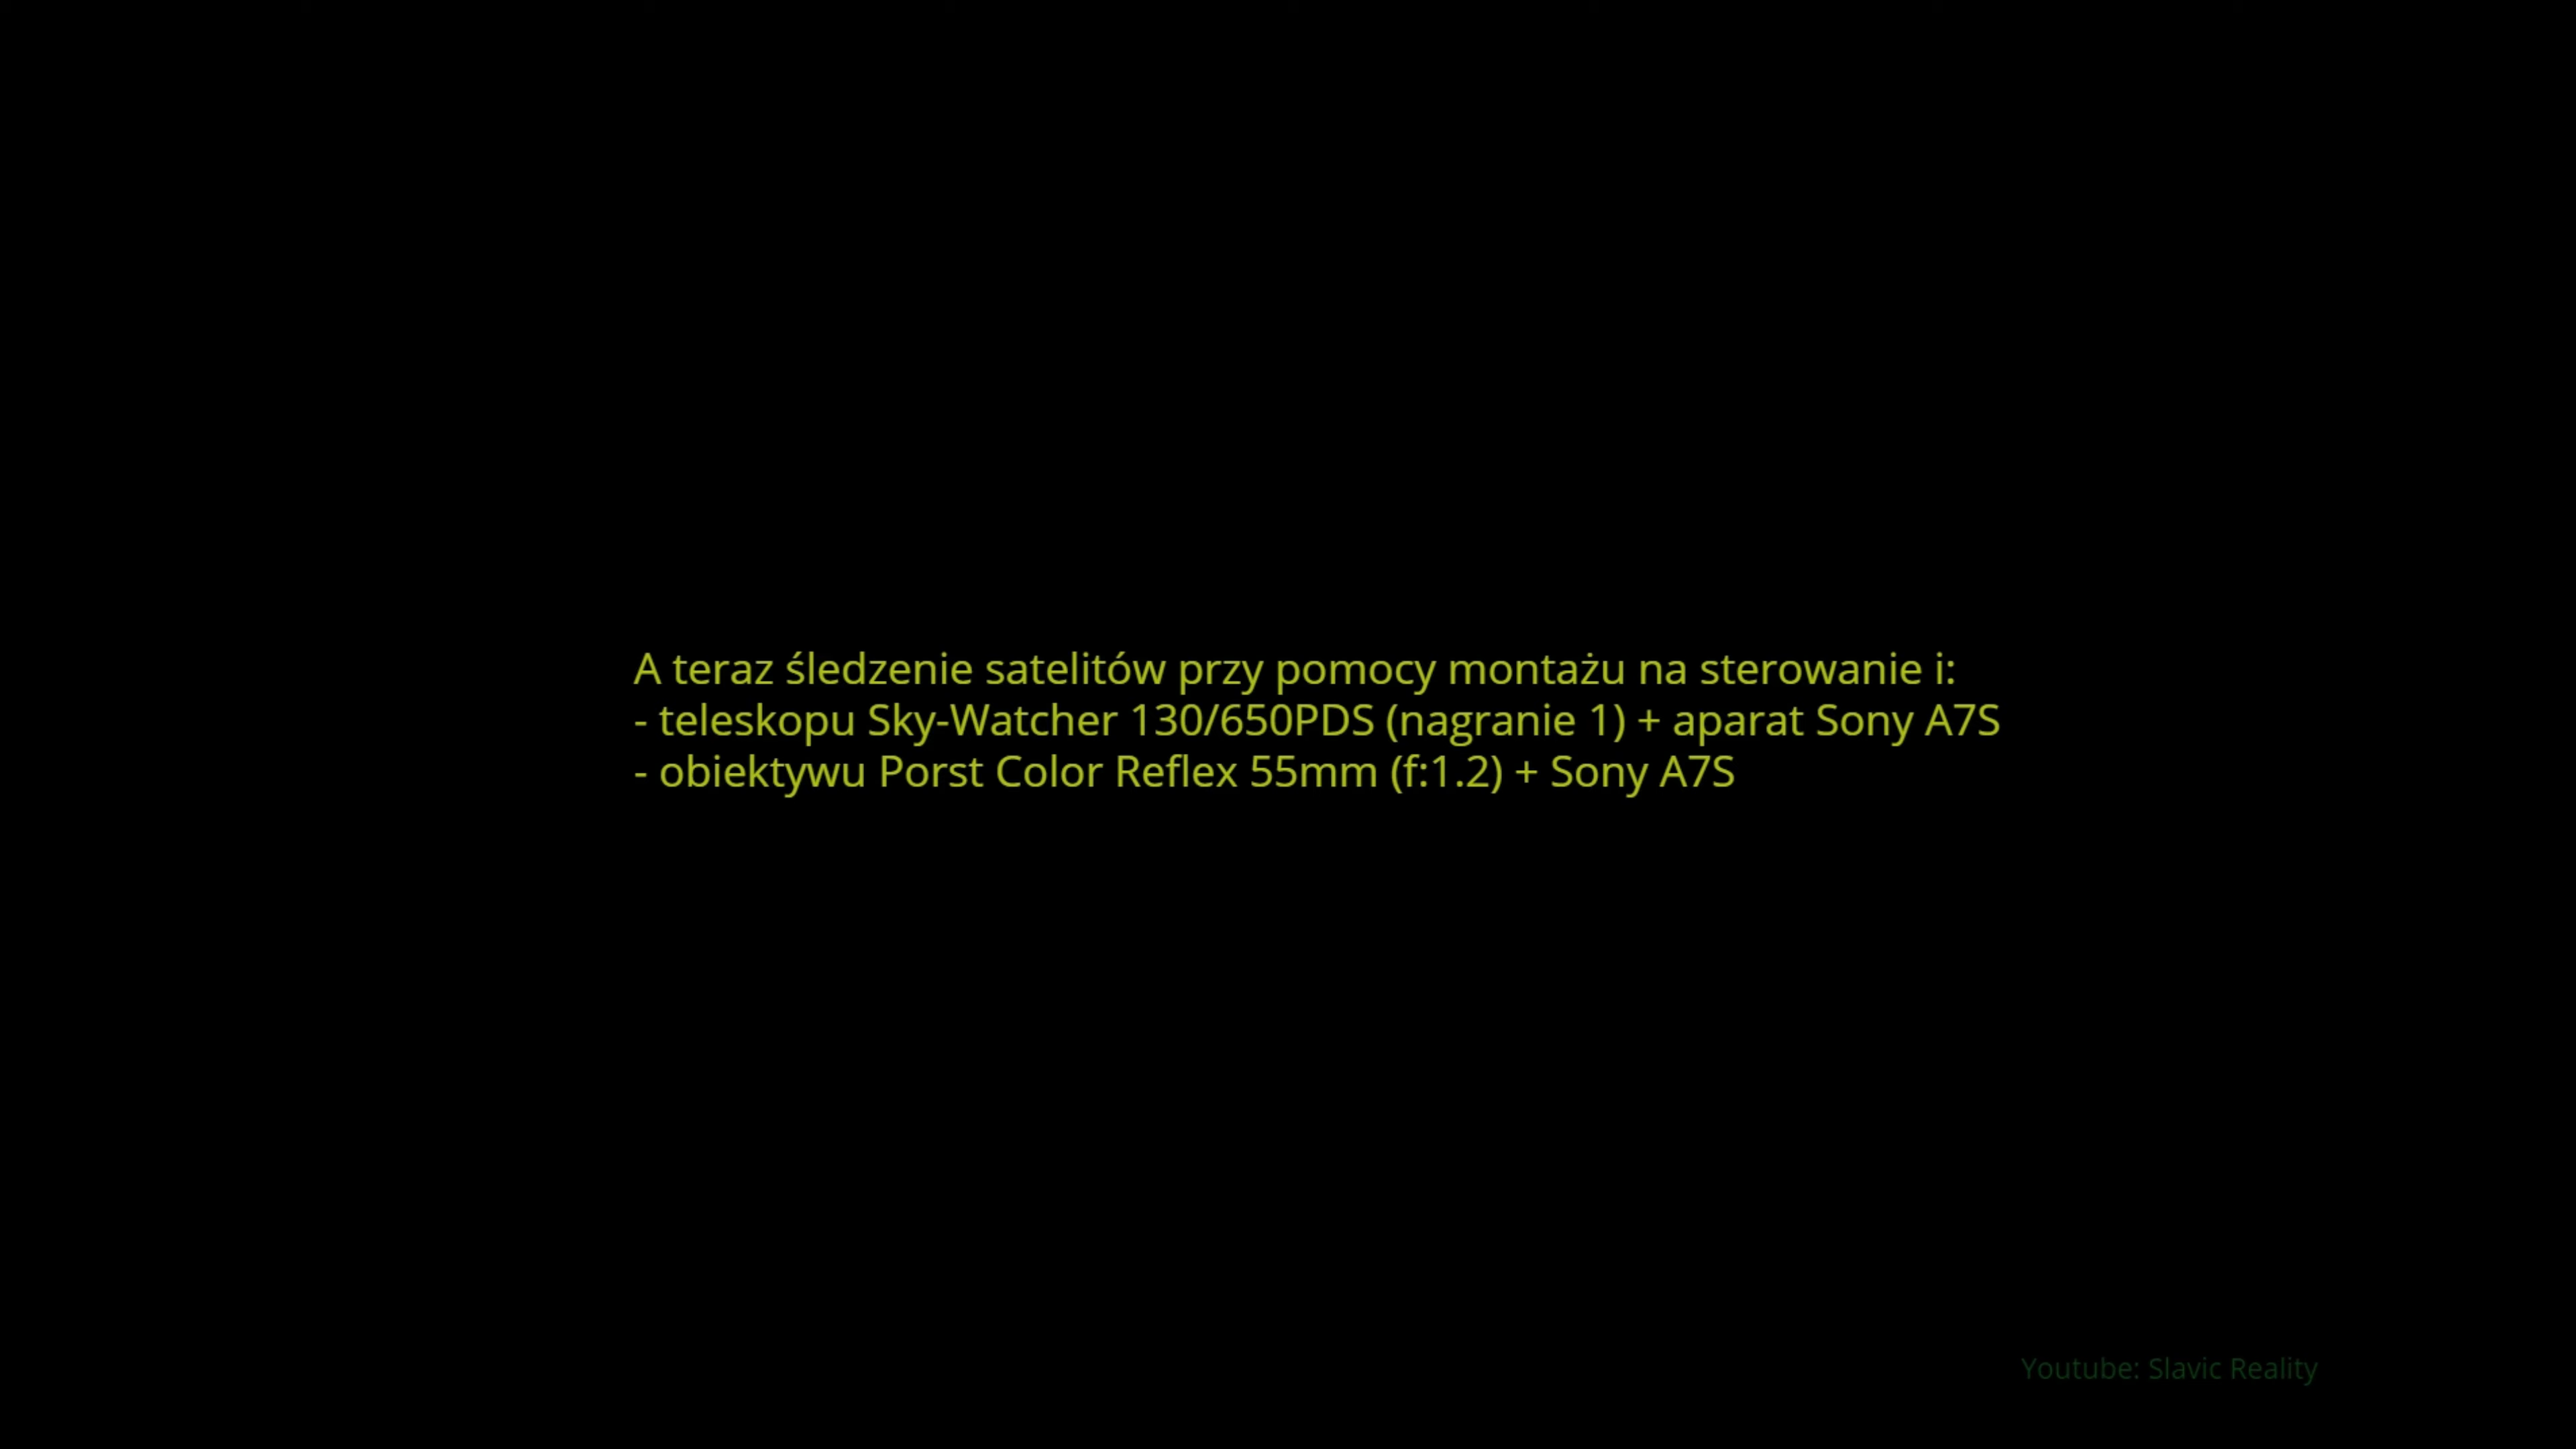 A teraz śledzenie satelitów przy pomocy montażu na sterowanie i:
- teleskopu Sky-Watcher 130/650PDS (nagranie 1) + aparat Sony A7S
- obiektywu Porst Color Reflex 55mm (f:1.2) + Sony A7S
Youtube: Slavic Reality